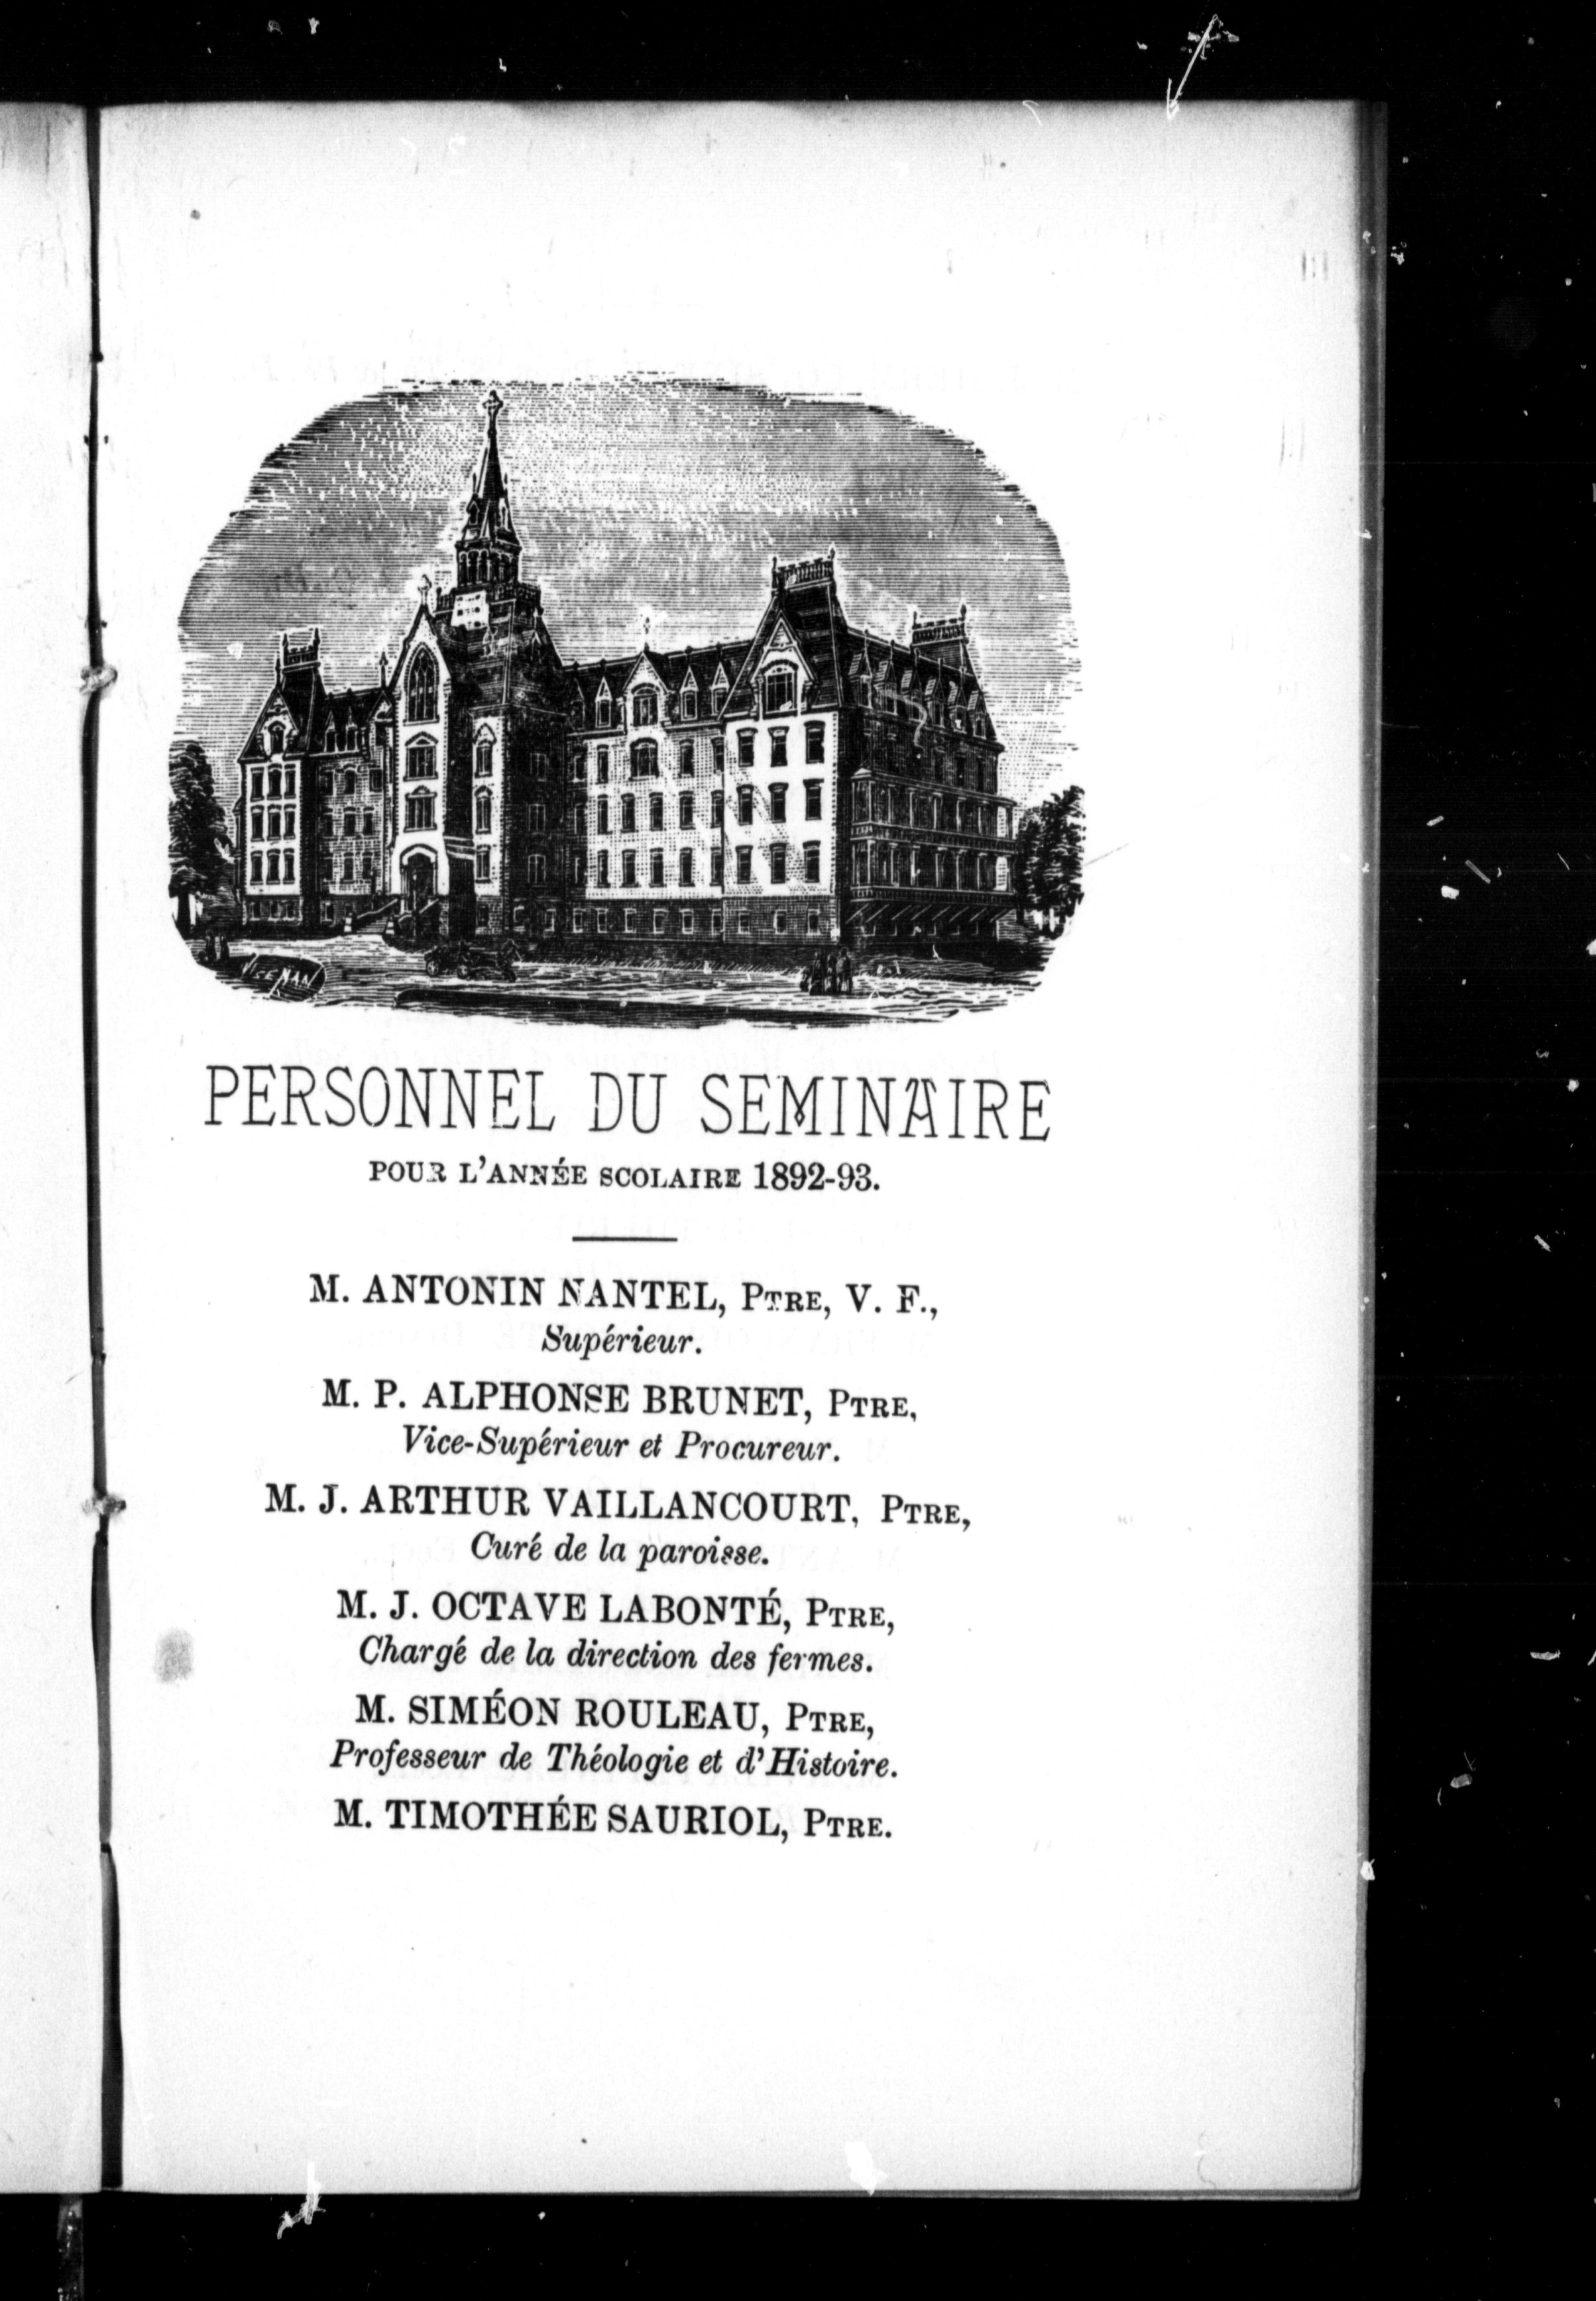 PERSONNEL DU SEMINAIRE
POUR L'ANNÉE SCOLAIRE 1892-93.
M. ANTONIN NANTEL, PTRE, V. F.,
Supérieur.
M. P. ALPHONSE BRUNET, PTRE,
Vice-Supérieur et Procureur.
M. J. ARTHUR VAILLANCOURT, PTRE,
Curé de la paroisse.
M. J. OCTAVE LABONTÉ, PTRE,
Chargé de la direction des fermes.
M. SIMÉON ROULEAU, PTRE,
Professeur de Théologie et d'Histoire.
M. TIMOTHÉE SAURIOL, PTRE.